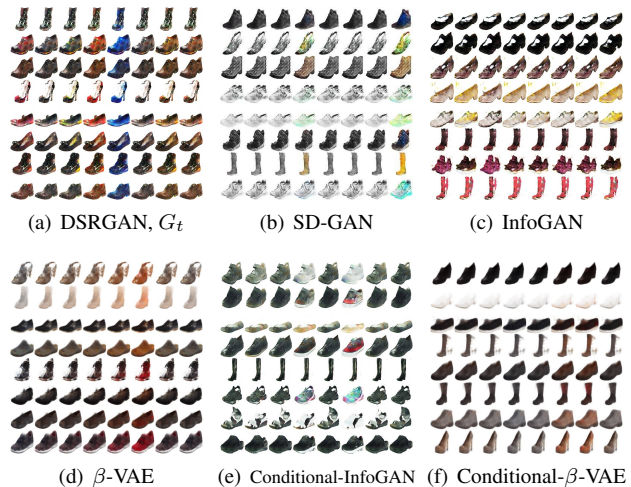 (a) DSRGAN, Gt
(b) SD-GAN
(c) InfoGAN
(d) β-VAE
(e) Conditional-InfoGAN
(f) Conditional-β-VAE